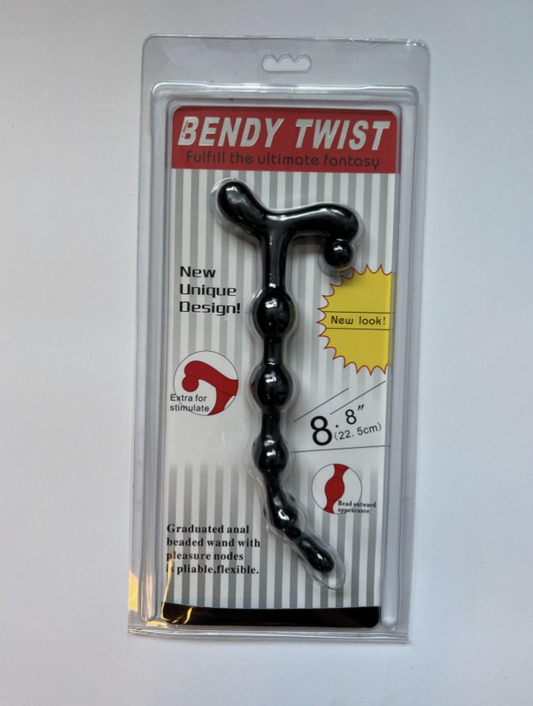 BENDY TWIST
Fulfill the ultimate fantasy
New
Unique
Design!
New look!
Extra for
stimulate
8.8"
(22.5cm)
Bead outward
appearance
Graduated anal
beaded wand with
pleasure nodes
is pliable,flexible.